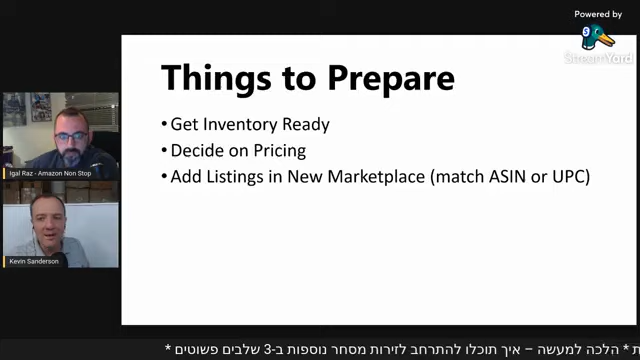 Powered by
StreamYard
Things to Prepare
• Get Inventory Ready
• Decide on Pricing
• Add Listings in New Marketplace (match ASIN or UPC)
Igal Raz - Amazon Non Stop
Kevin Sanderson
* הלכה למעשה – איך תוכלו להתרחב לזירות מסחר נוספות ב-3 שלבים פשוטים *